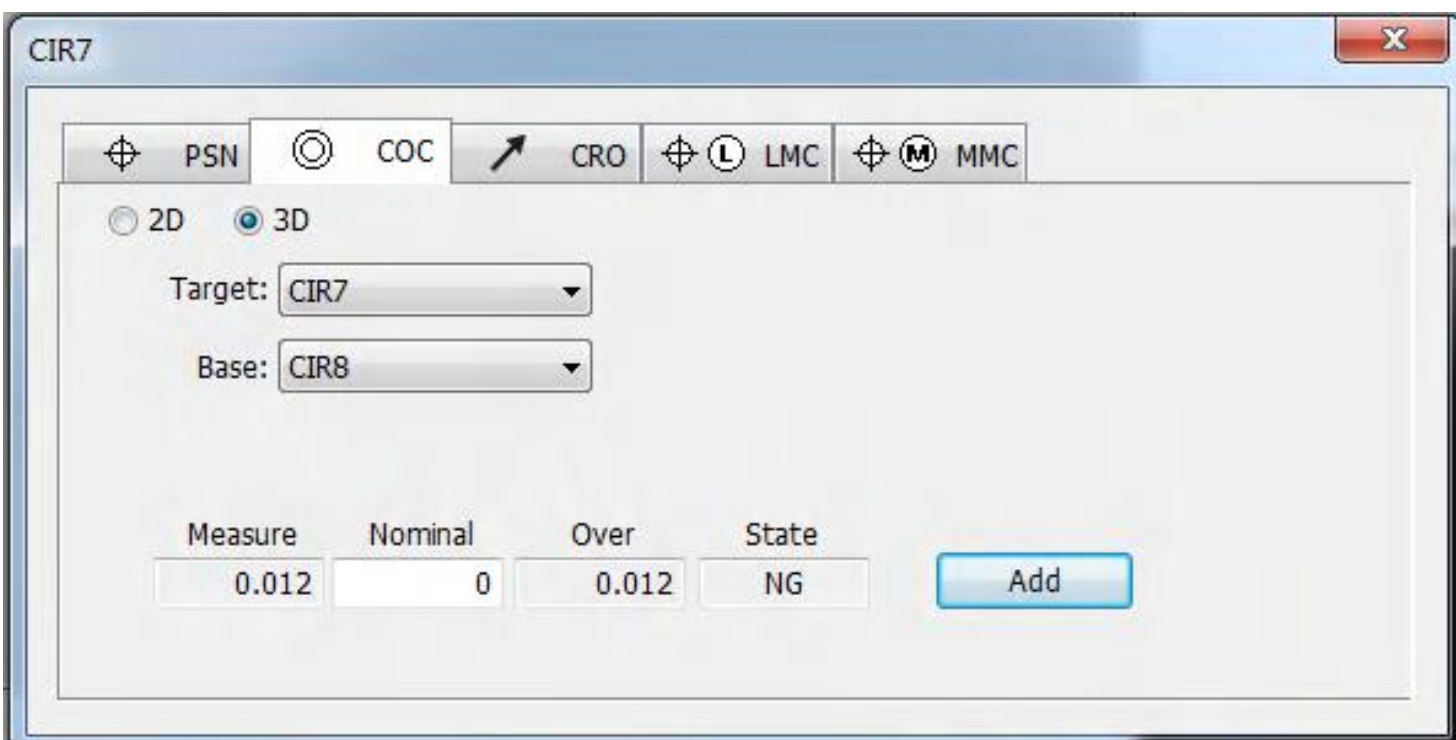 CIR7
PSN COC CRO L LMC M MMC
2D 3D
Target: CIR7
Base: CIR8
Measure Nominal Over State
0.012 0 0.012 NG Add